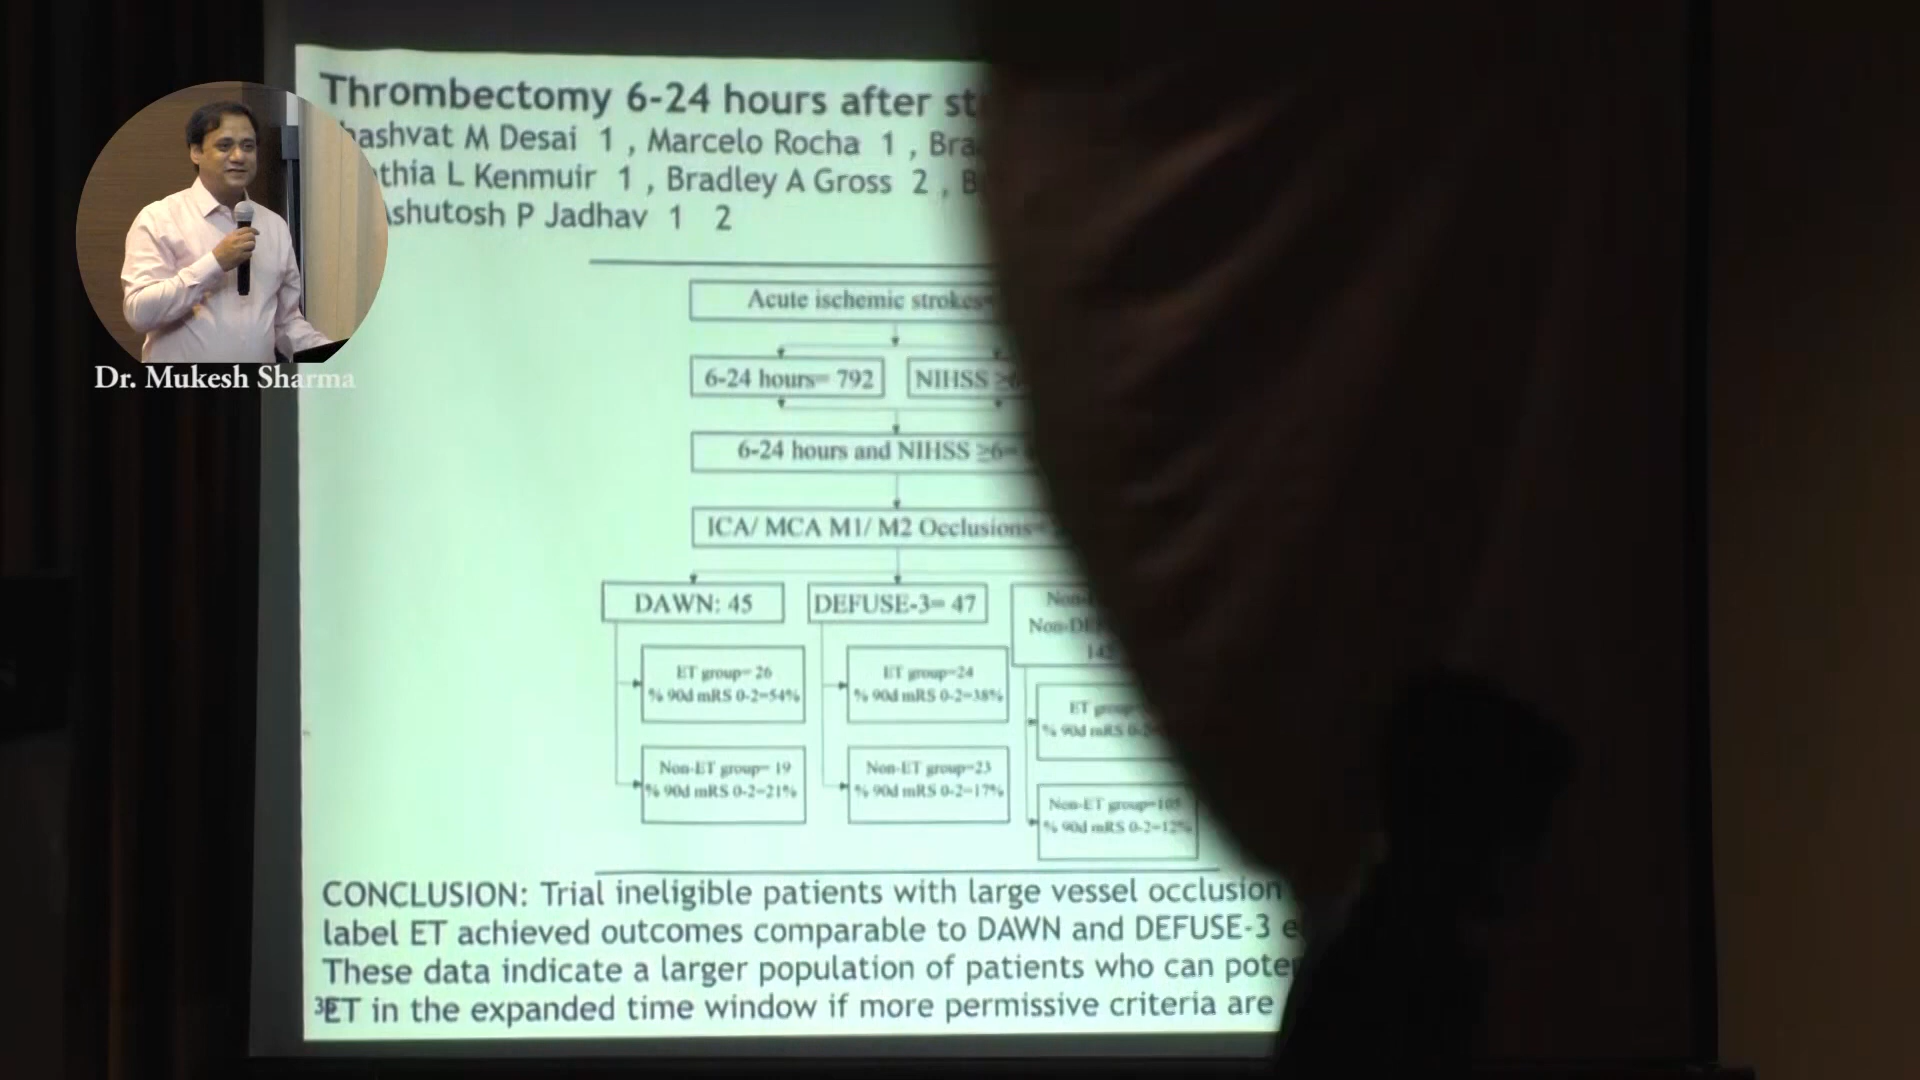 Thrombectomy 6-24 hours after
ashvat M Desai 1 , Marcelo Rocha 1 ,
thia L Kenmuir 1 , Bradley A Gross 2 ,
Ashutosh P Jadhav 1 2
Acute ischemic strokes
6-24 hours= 792
NIHSS
6-24 hours and NIHSS ≥6=
ICA/ MCA M1/ M2 Occlusions=
DAWN: 45
DEFUSE-3= 47
ET group= 26
% 90d mRS 0-2=54%
ET group=24
% 90d mRS 0-2=38%
ET group
% 90d mRS
Non-ET group= 19
% 90d mRS 0-2=21%
Non-ET group=23
% 90d mRS 0-2=17%
Non-ET group=105
% 90d mRS 0-2=12%
CONCLUSION: Trial ineligible patients with large vessel occlusion
label ET achieved outcomes comparable to DAWN and DEFUSE-3
These data indicate a larger population of patients who can
ET in the expanded time window if more permissive criteria are
Dr. Mukesh Sharma